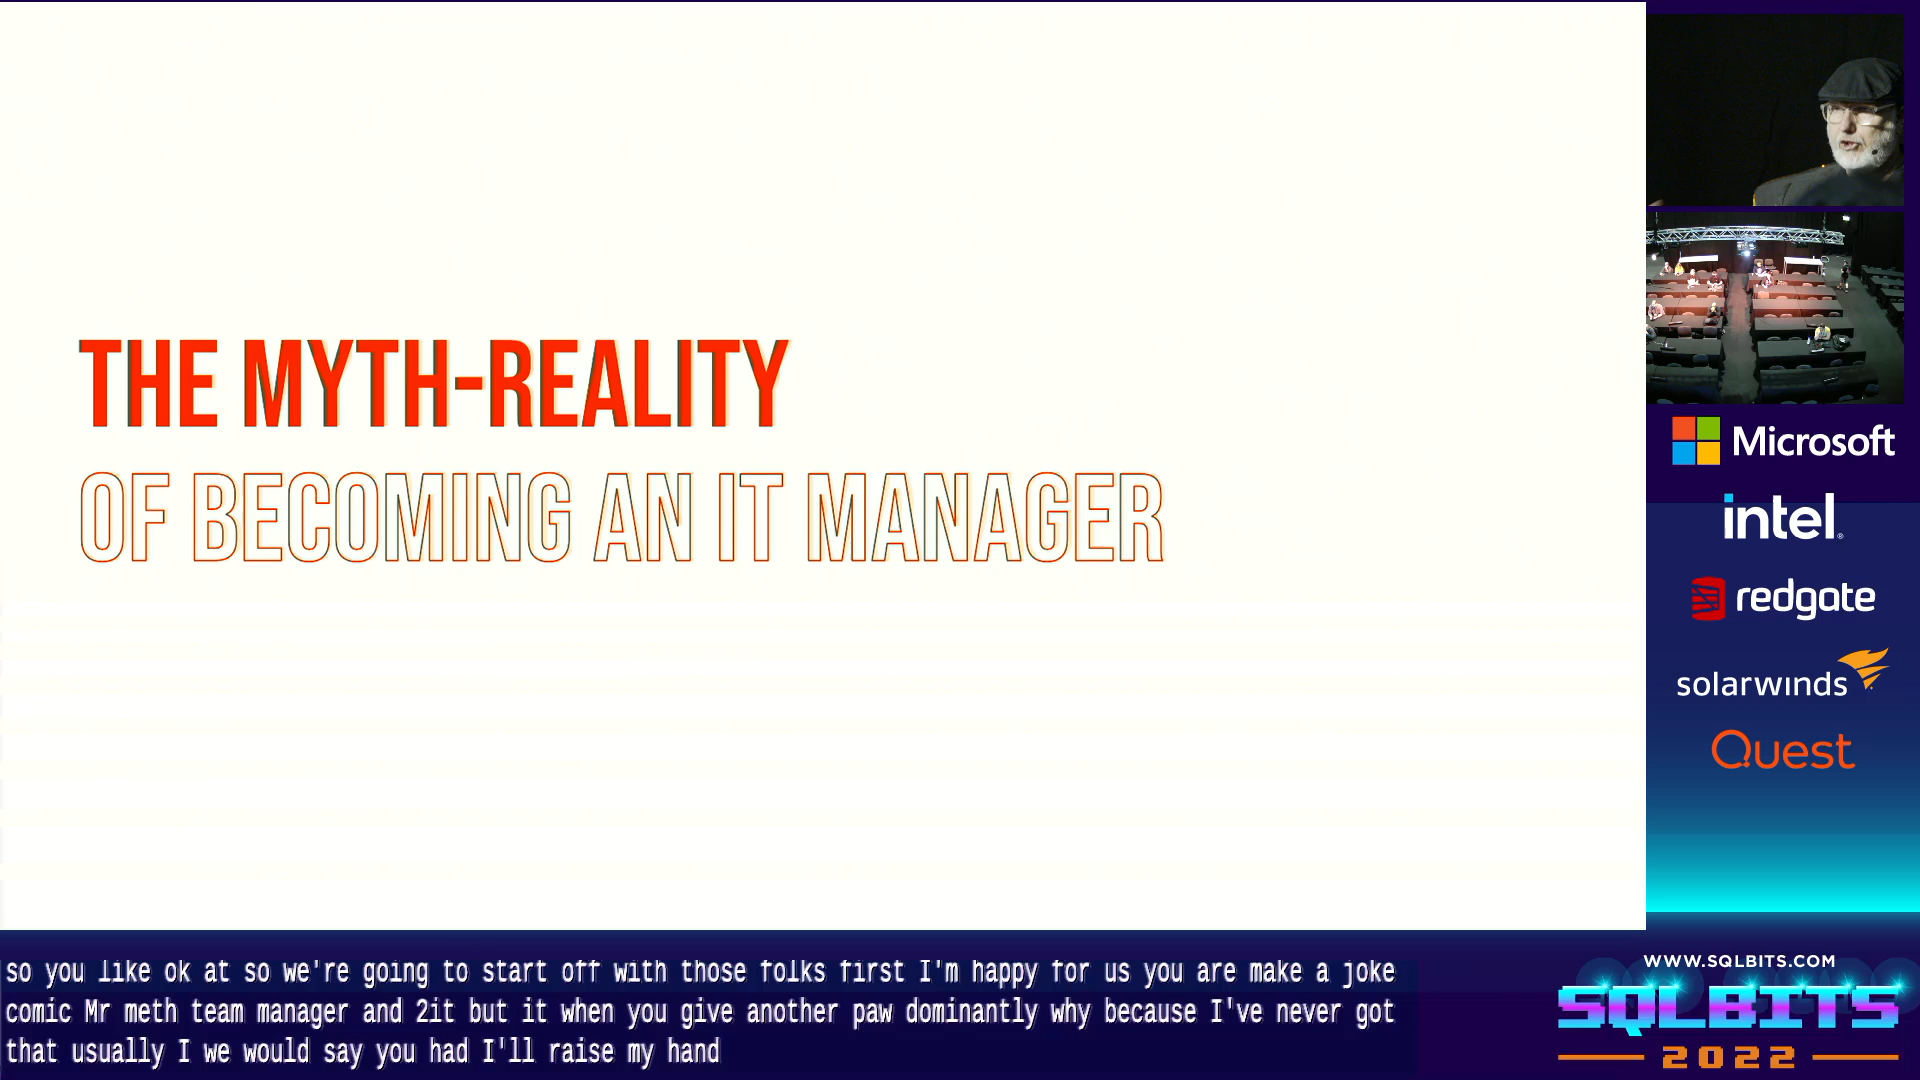 THE MYTH-REALITY
OF BECOMING AN IT MANAGER
Microsoft
intel
redgate
solarwinds
Quest
so you like ok at so we're going to start off with those folks first I'm happy for us you are make a joke
comic Mr meth team manager and 2it but it when you give another paw dominantly why because I've never got
that usually I we would say you had I'll raise my hand
WWW.SQLBITS.COM
SQLBITS
2022